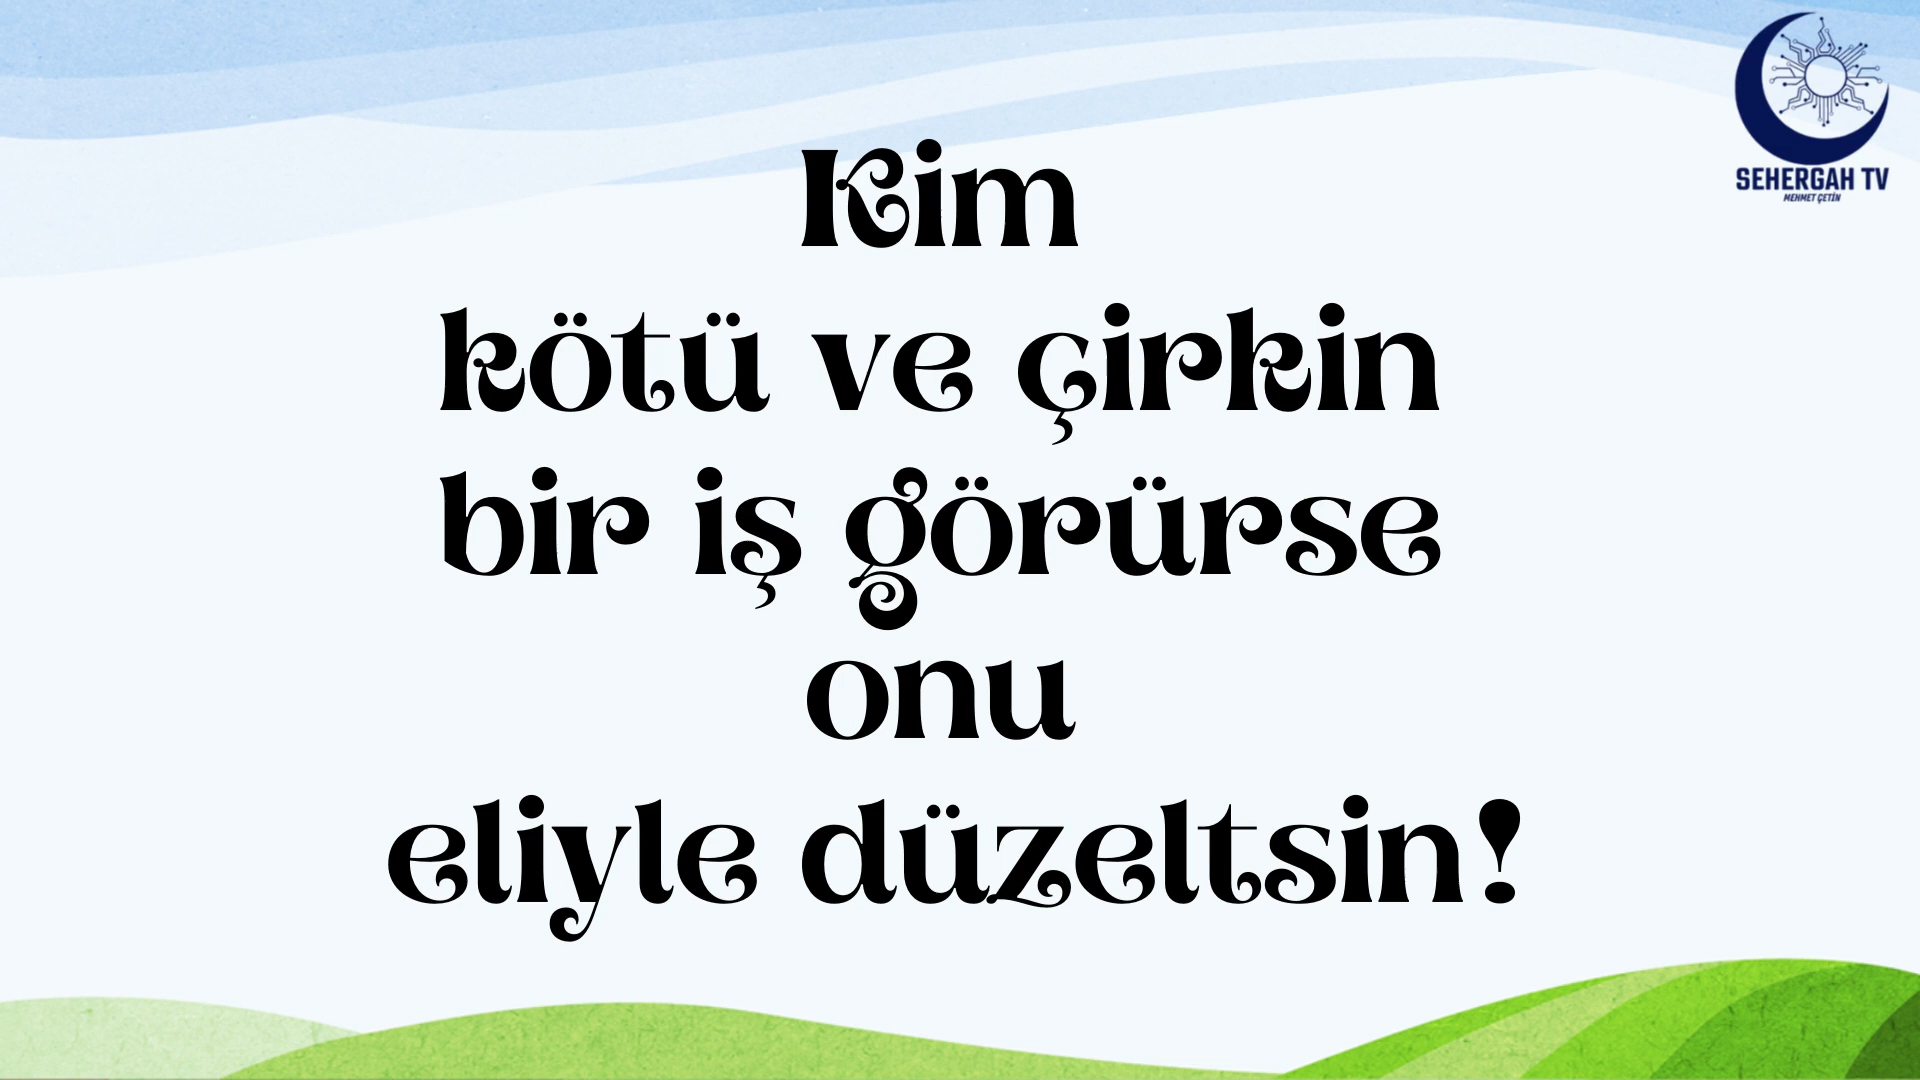 SEHERGAH TV
MEHMET ÇETİN
Kim
kötü ve çirkin
bir iş görürse
onu
eliyle düzeltsin!